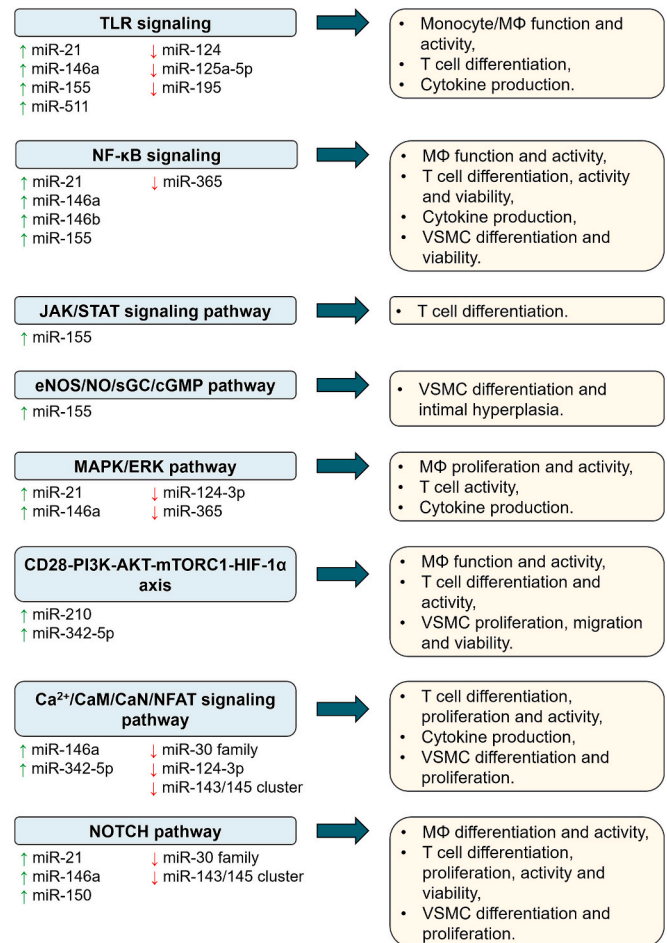 TLR signaling
↑ miR-21 ↓ miR-124
↑ miR-146a ↓ miR-125a-5p
↑ miR-155 ↓ miR-195
↑ miR-511
• Monocyte/MΦ function and
activity,
• T cell differentiation,
• Cytokine production.
NF-κB signaling
↑ miR-21 ↓ miR-365
↑ miR-146a
↑ miR-146b
↑ miR-155
• MΦ function and activity,
• T cell differentiation, activity
and viability,
• Cytokine production,
• VSMC differentiation and
viability.
JAK/STAT signaling pathway
↑ miR-155
• T cell differentiation.
eNOS/NO/sGC/cGMP pathway
↑ miR-155
• VSMC differentiation and
intimal hyperplasia.
MAPK/ERK pathway
↑ miR-21 ↓ miR-124-3p
↑ miR-146a ↓ miR-365
• MΦ proliferation and activity,
• T cell activity,
• Cytokine production.
CD28-PI3K-AKT-mTORC1-HIF-1α
axis
↑ miR-210
↑ miR-342-5p
• MΦ function and activity,
• T cell differentiation and
activity,
• VSMC proliferation, migration
and viability.
Ca²⁺/CaM/CaN/NFAT signaling
pathway
↑ miR-146a ↓ miR-30 family
↑ miR-342-5p ↓ miR-124-3p
↓ miR-143/145 cluster
• T cell differentiation,
proliferation and activity,
• Cytokine production,
• VSMC differentiation and
proliferation.
NOTCH pathway
↑ miR-21 ↓ miR-30 family
↑ miR-146a ↓ miR-143/145 cluster
↑ miR-150
• MΦ differentiation and activity,
• T cell differentiation,
proliferation, activity and
viability,
• VSMC differentiation and
proliferation.